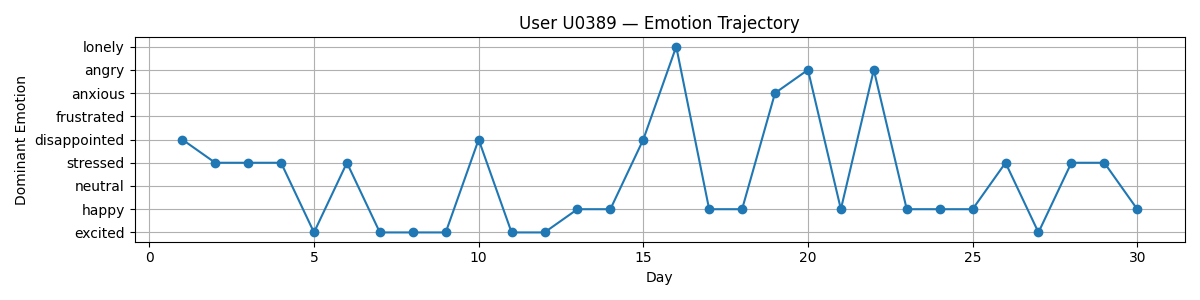 User U0389 — Emotion Trajectory
Dominant Emotion
lonely
angry
anxious
frustrated
disappointed
stressed
neutral
happy
excited
0 5 10 15 20 25 30
Day